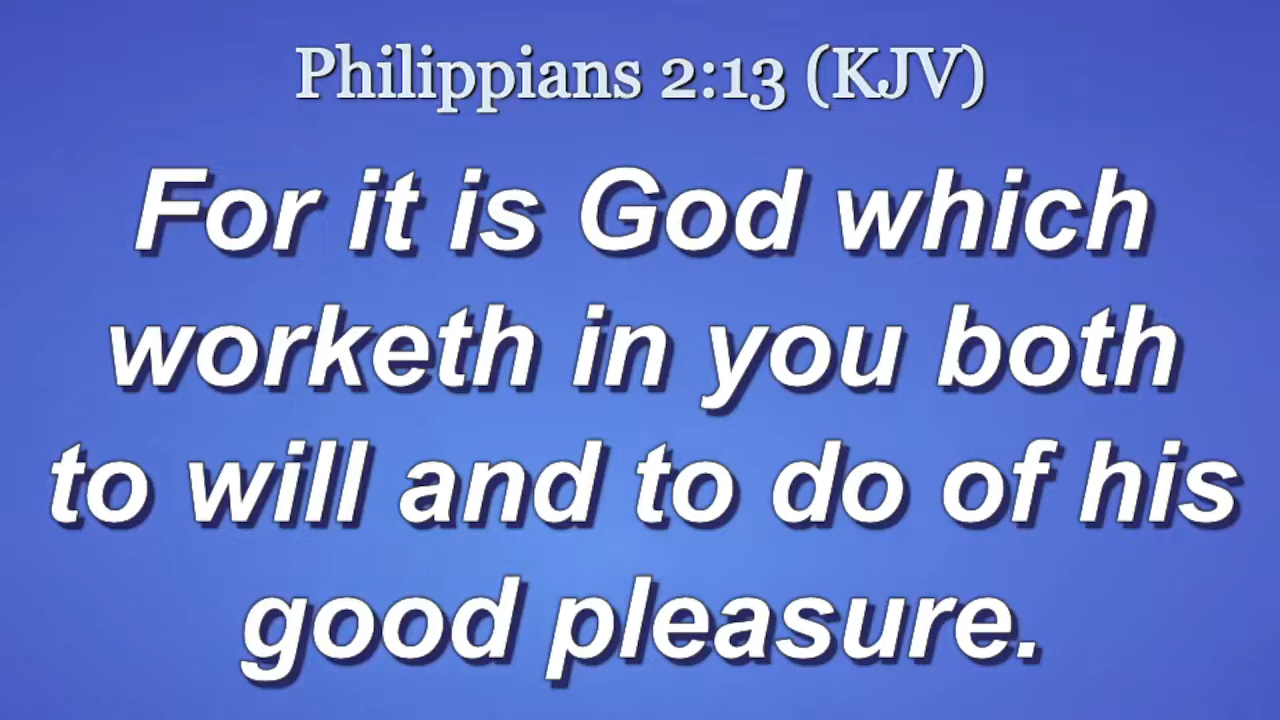 Philippians 2:13 (KJV)
For it is God which
worketh in you both
to will and to do of his
good pleasure.